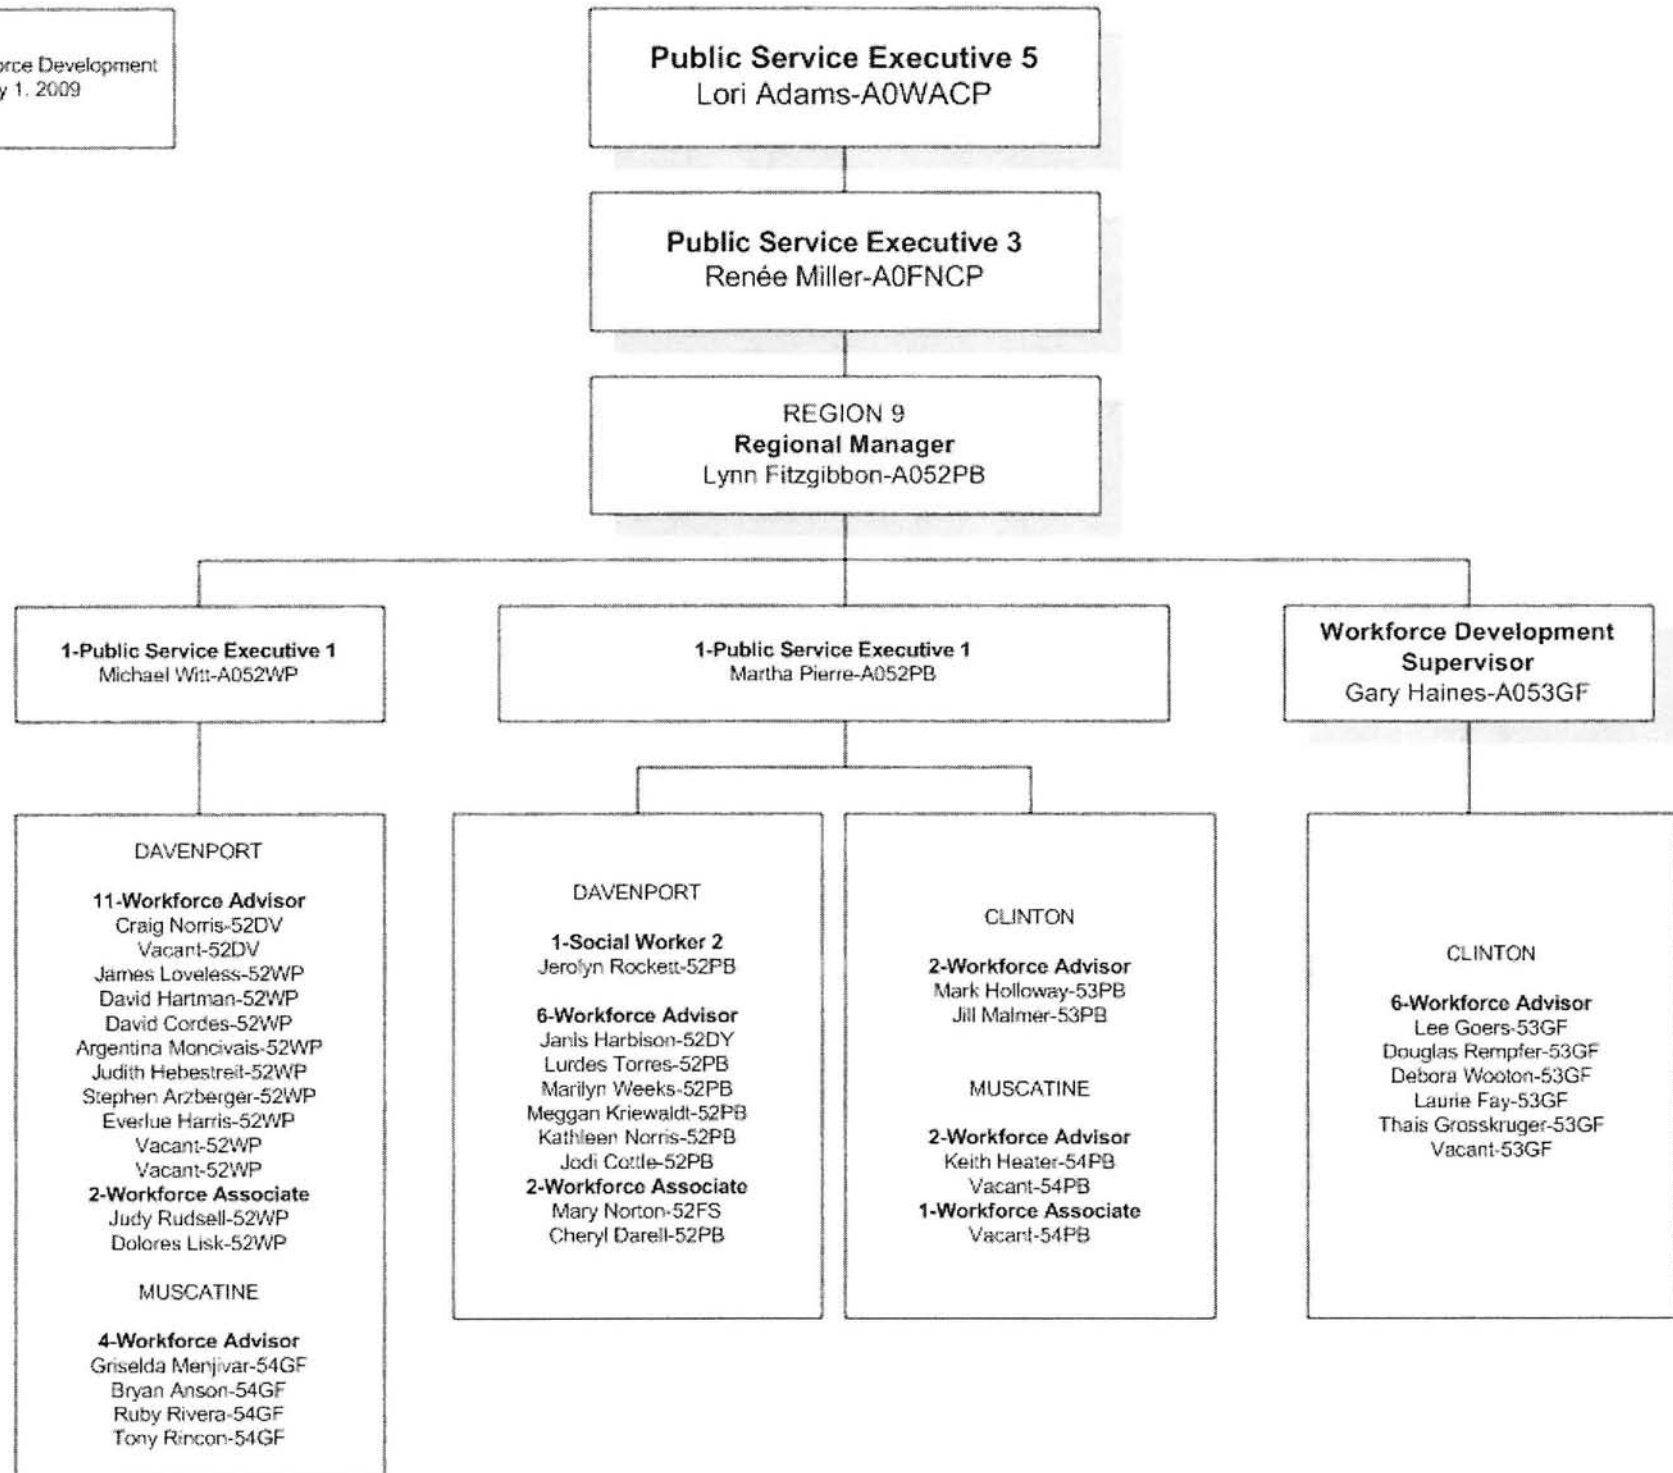 orce Development
y 1, 2009
Public Service Executive 5
Lori Adams-A0WACP
Public Service Executive 3
Renée Miller-A0FNCP
REGION 9
Regional Manager
Lynn Fitzgibbon-A052PB
1-Public Service Executive 1
Michael Witt-A052WP
1-Public Service Executive 1
Martha Pierre-A052PB
Workforce Development
Supervisor
Gary Haines-A053GF
DAVENPORT
11-Workforce Advisor
Craig Norris-52DV
Vacant-52DV
James Loveless-52WP
David Hartman-52WP
David Cordes-52WP
Argentina Moncivais-52WP
Judith Hebestreit-52WP
Stephen Arzberger-52WP
Everlue Harris-52WP
Vacant-52WP
Vacant-52WP
2-Workforce Associate
Judy Rudsell-52WP
Dolores Lisk-52WP
MUSCATINE
4-Workforce Advisor
Griselda Menjivar-54GF
Bryan Anson-54GF
Ruby Rivera-54GF
Tony Rincon-54GF
DAVENPORT
1-Social Worker 2
Jerolyn Rockett-52PB
6-Workforce Advisor
Janis Harbison-52DY
Lurdes Torres-52PB
Marilyn Weeks-52PB
Meggan Kriewaldt-52PB
Kathleen Norris-52PB
Jodi Cottle-52PB
2-Workforce Associate
Mary Norton-52FS
Cheryl Darell-52PB
CLINTON
2-Workforce Advisor
Mark Holloway-53PB
Jill Malmer-53PB
MUSCATINE
2-Workforce Advisor
Keith Heater-54PB
Vacant-54PB
1-Workforce Associate
Vacant-54PB
CLINTON
6-Workforce Advisor
Lee Goers-53GF
Douglas Rempfer-53GF
Debora Wooton-53GF
Laurie Fay-53GF
Thais Grosskruger-53GF
Vacant-53GF